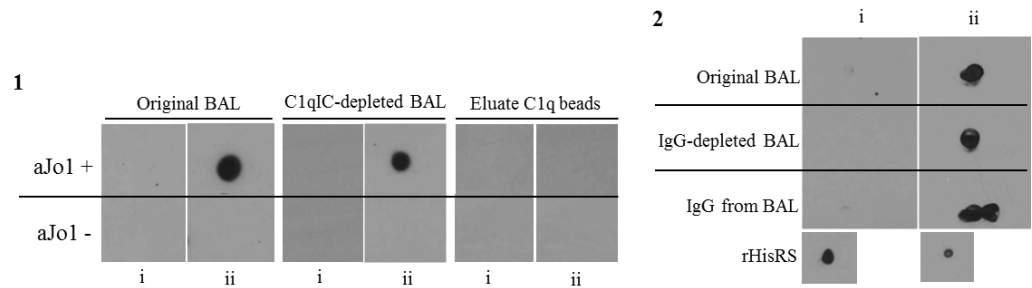 1
Original BAL C1qIC-depleted BAL Eluate C1q beads
aJo1 +
aJo1 -
i ii i ii i ii
2
i ii
Original BAL
IgG-depleted BAL
IgG from BAL
rHisRS